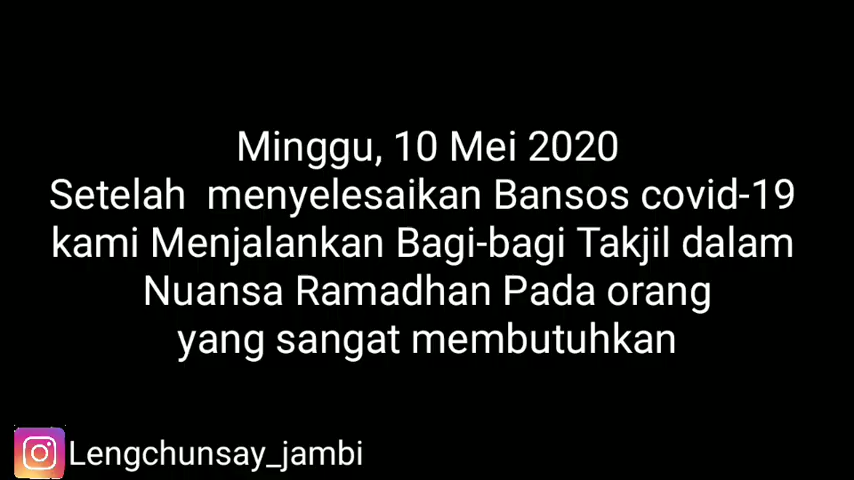 Minggu, 10 Mei 2020
Setelah  menyelesaikan Bansos covid-19
kami Menjalankan Bagi-bagi Takjil dalam
Nuansa Ramadhan Pada orang
yang sangat membutuhkan
Lengchunsay_jambi